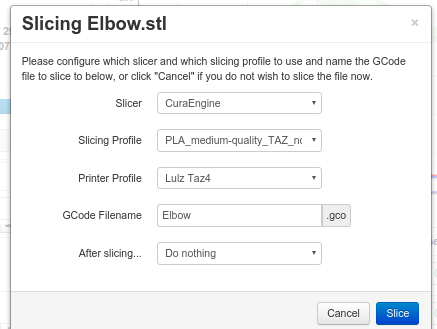 Slicing Elbow.stl ×
Please configure which slicer and which slicing profile to use and name the GCode
file to slice to below, or click "Cancel" if you do not wish to slice the file now.
Slicer CuraEngine
Slicing Profile PLA_medium-quality_TAZ_no
Printer Profile Lulz Taz4
GCode Filename Elbow .gco
After slicing... Do nothing
Cancel Slice